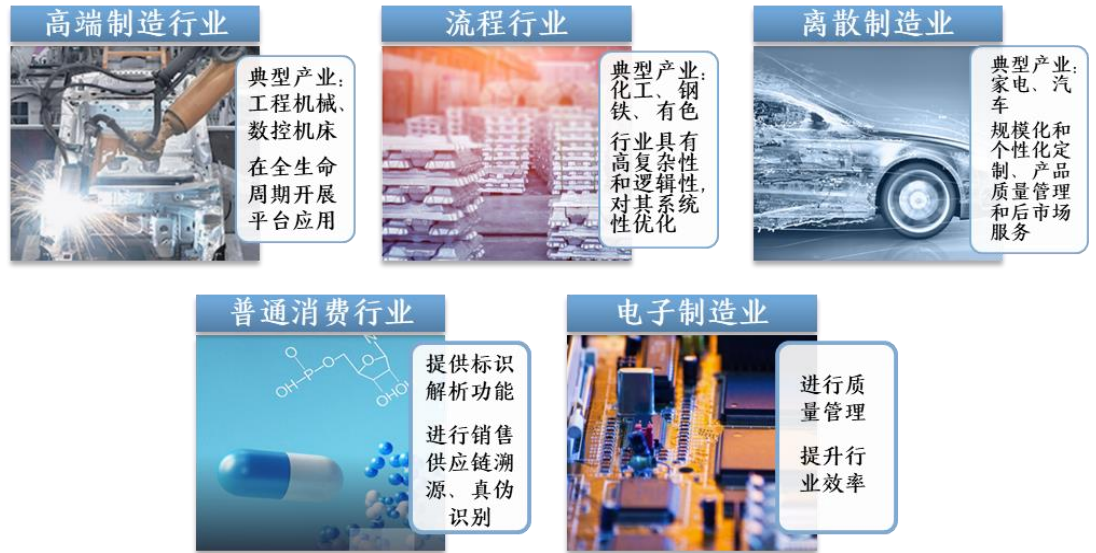 高端制造行业
典型产业：
工程机械、
数控机床
在全生命
周期开展
平台应用
流程行业
典型产业：
化工、钢
铁、有色
行业具有
高复杂性
和逻辑性，
对其系统
性优化
离散制造业
典型产业：
家电、汽
车
规模化和
个性化定
制、产品
质量管理
和后市场
服务
普通消费行业
提供标识
解析功能
进行销售
供应链溯
源、真伪
识别
OH
P
O
O
O
N
OHO
电子制造业
进行质
量管理
提升行
业效率